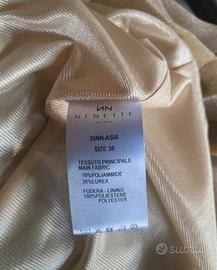 NN
NENETTE
35NN-ASIA
SIZE 38
TESSUTO PRINCIPALE
MAIN FABRIC
70%POLIAMMIDE
30%LUREX
FODERA - LINING
100%POLIESTERE
POLYESTER
subito